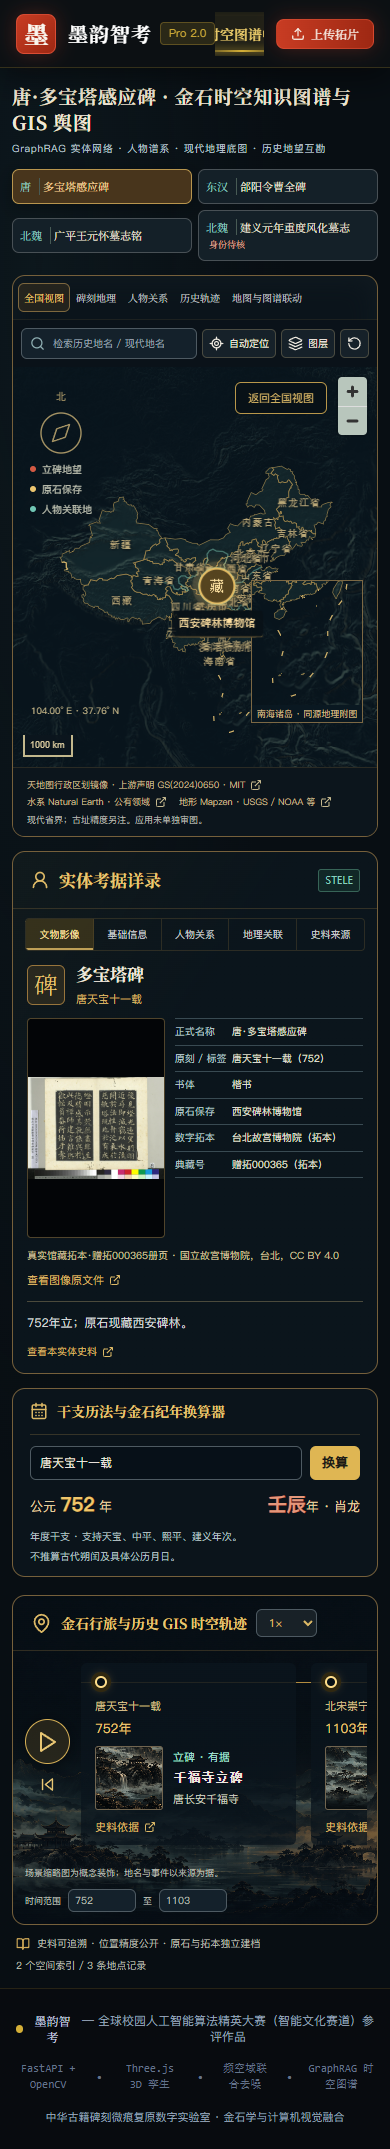 墨 墨韵智考 Pro 2.0 时空图谱 上传拓片
唐·多宝塔感应碑 · 金石时空知识图谱与
GIS 舆图
GraphRAG 实体网络 · 人物谱系 · 现代地理底图 · 历史地望互勘
唐 多宝塔感应碑
东汉 郃阳令曹全碑
北魏 广平王元怀墓志铭
北魏 建义元年重度风化墓志
身份待核
全国视图 碑刻地理 人物关系 历史轨迹 地图与图谱联动
检索历史地名 / 现代地名 自动定位 图层
北
返回全国视图
+
−
立碑地望
原石保存
人物关联地
黑龙江省
内蒙古
吉林省
辽宁省
新疆
青海省
西藏
藏
西安碑林博物馆
海南省
104.00° E · 37.76° N
南海诸岛 · 同源地理附图
1000 km
天地图行政区划镜像 · 上游声明 GS(2024)0650 · MIT
水系 Natural Earth · 公有领域 地形 Mapzen · USGS / NOAA 等
现代省界；古址精度另注。应用未单独审图。
实体考据详录 STELE
文物影像 基础信息 人物关系 地理关联 史料来源
碑 多宝塔碑
唐天宝十一载
正式名称 唐·多宝塔感应碑
原刻 / 标签 唐天宝十一载（752）
书体 楷书
原石保存 西安碑林博物馆
数字拓本 台北故宫博物院（拓本）
典藏号 赠拓000365（拓本）
真实馆藏拓本·赠拓000365册页 · 国立故宫博物院，台北，CC BY 4.0
查看图像原文件
752年立；原石现藏西安碑林。
查看本实体史料
干支历法与金石纪年换算器
唐天宝十一载 换算
公元 752 年 壬辰年 · 肖龙
年度干支 · 支持天宝、中平、熙平、建义年次。
不推算古代朔闰及具体公历月日。
金石行旅与历史 GIS 时空轨迹 1×
唐天宝十一载
752年
立碑 · 有据
千福寺立碑
唐长安千福寺
史料依据
北宋崇宁
1103年
史料依据
场景缩略图为概念装饰；地名与事件以来源为据。
时间范围 752 至 1103
史料可追溯 · 位置精度公开 · 原石与拓本独立建档
2 个空间索引 / 3 条地点记录
墨韵智考 — 全球校园人工智能算法精英大赛（智能文化赛道）参评作品
FastAPI + OpenCV • Three.js 3D 孪生 • 频空域联合去噪 • GraphRAG 时空图谱
中华古籍碑刻微痕复原数字实验室 · 金石学与计算机视觉融合